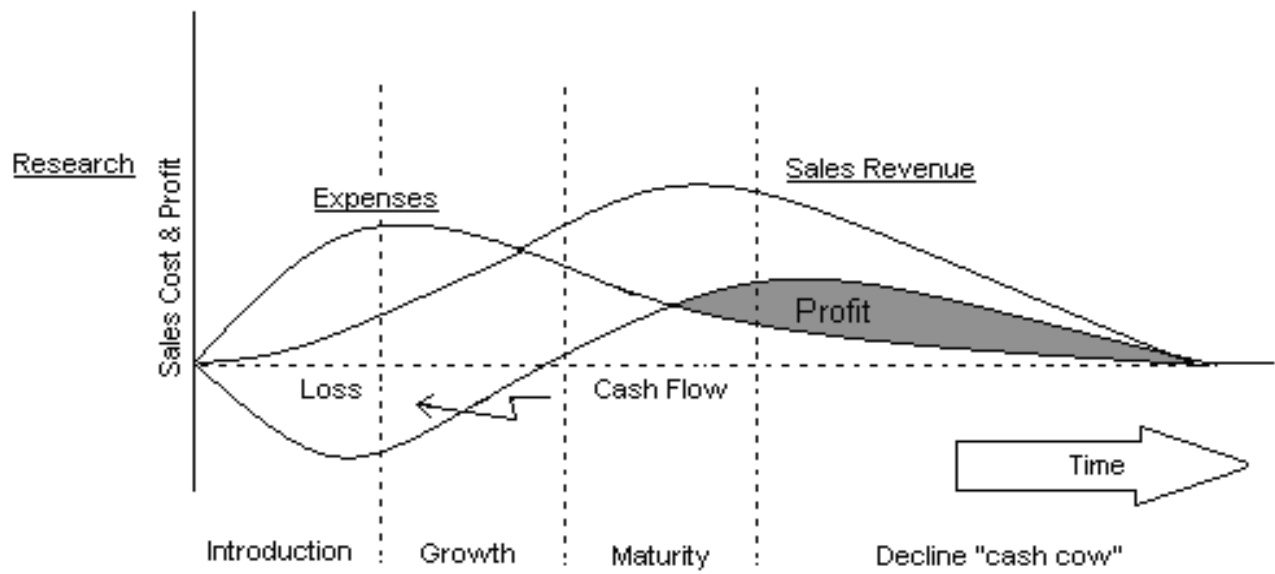 Research
Sales Cost & Profit
Expenses
Sales Revenue
Profit
Loss
Cash Flow
Time
Introduction
Growth
Maturity
Decline "cash cow"